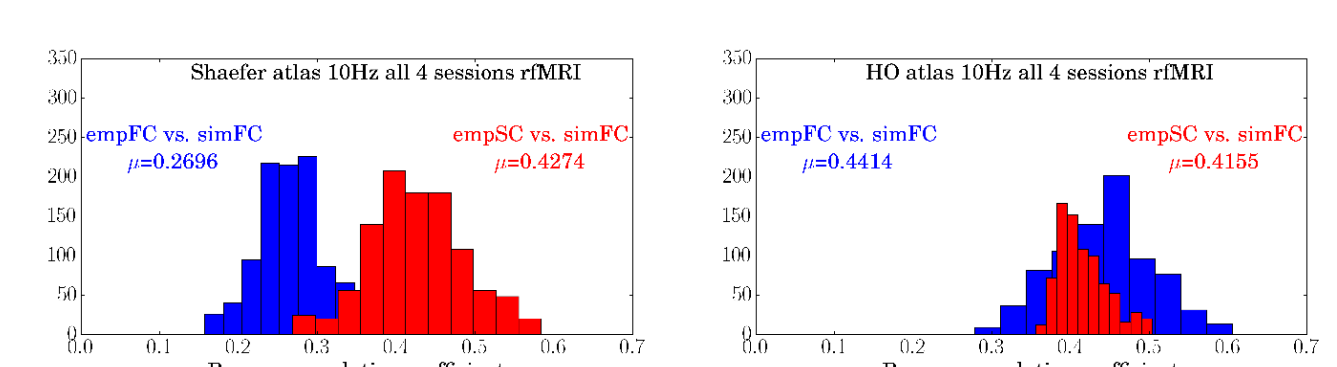 Shaefer atlas 10Hz all 4 sessions rfMRI
empFC vs. simFC
μ=0.2696
empSC vs. simFC
μ=0.4274
350
300
250
200
150
100
50
0
0.0 0.1 0.2 0.3 0.4 0.5 0.6 0.7
HO atlas 10Hz all 4 sessions rfMRI
empFC vs. simFC
μ=0.4414
empSC vs. simFC
μ=0.4155
350
300
250
200
150
100
50
0
0.0 0.1 0.2 0.3 0.4 0.5 0.6 0.7